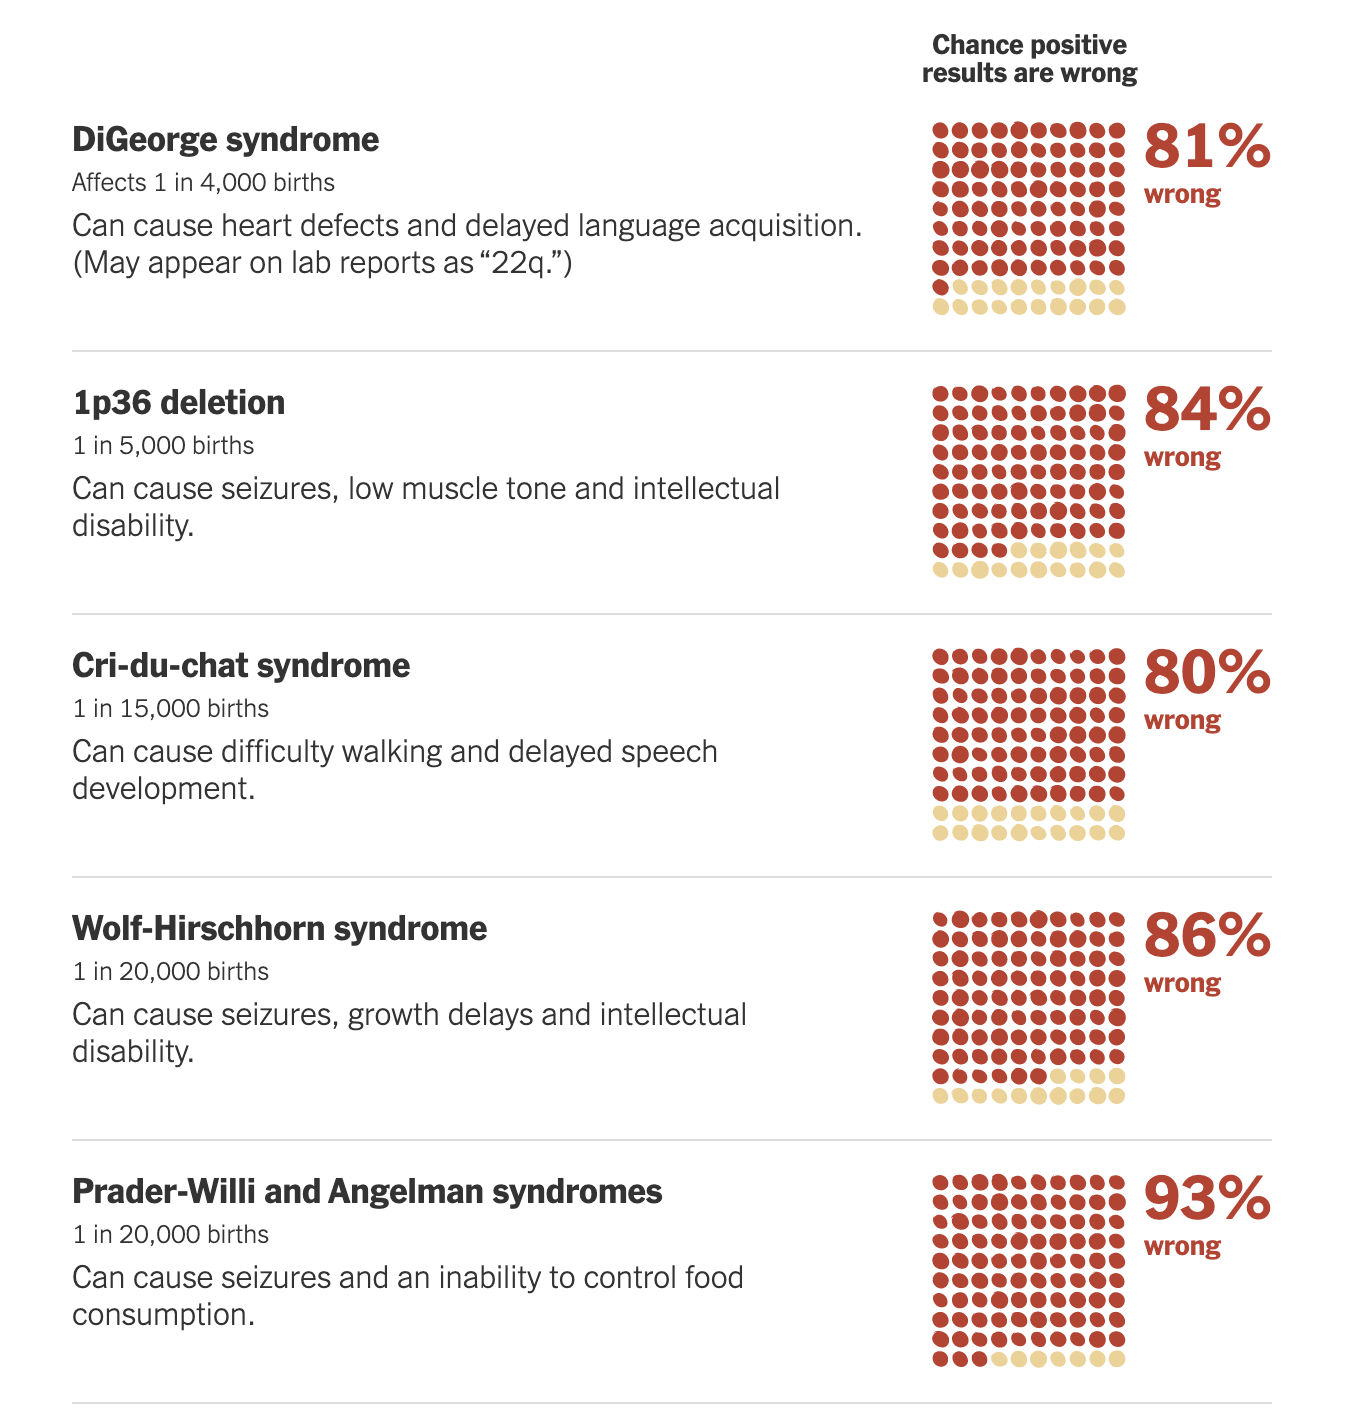 Chance positive
results are wrong
DiGeorge syndrome
Affects 1 in 4,000 births
Can cause heart defects and delayed language acquisition.
(May appear on lab reports as “22q.”)
81%
wrong
1p36 deletion
1 in 5,000 births
Can cause seizures, low muscle tone and intellectual
disability.
84%
wrong
Cri-du-chat syndrome
1 in 15,000 births
Can cause difficulty walking and delayed speech
development.
80%
wrong
Wolf-Hirschhorn syndrome
1 in 20,000 births
Can cause seizures, growth delays and intellectual
disability.
86%
wrong
Prader-Willi and Angelman syndromes
1 in 20,000 births
Can cause seizures and an inability to control food
consumption.
93%
wrong